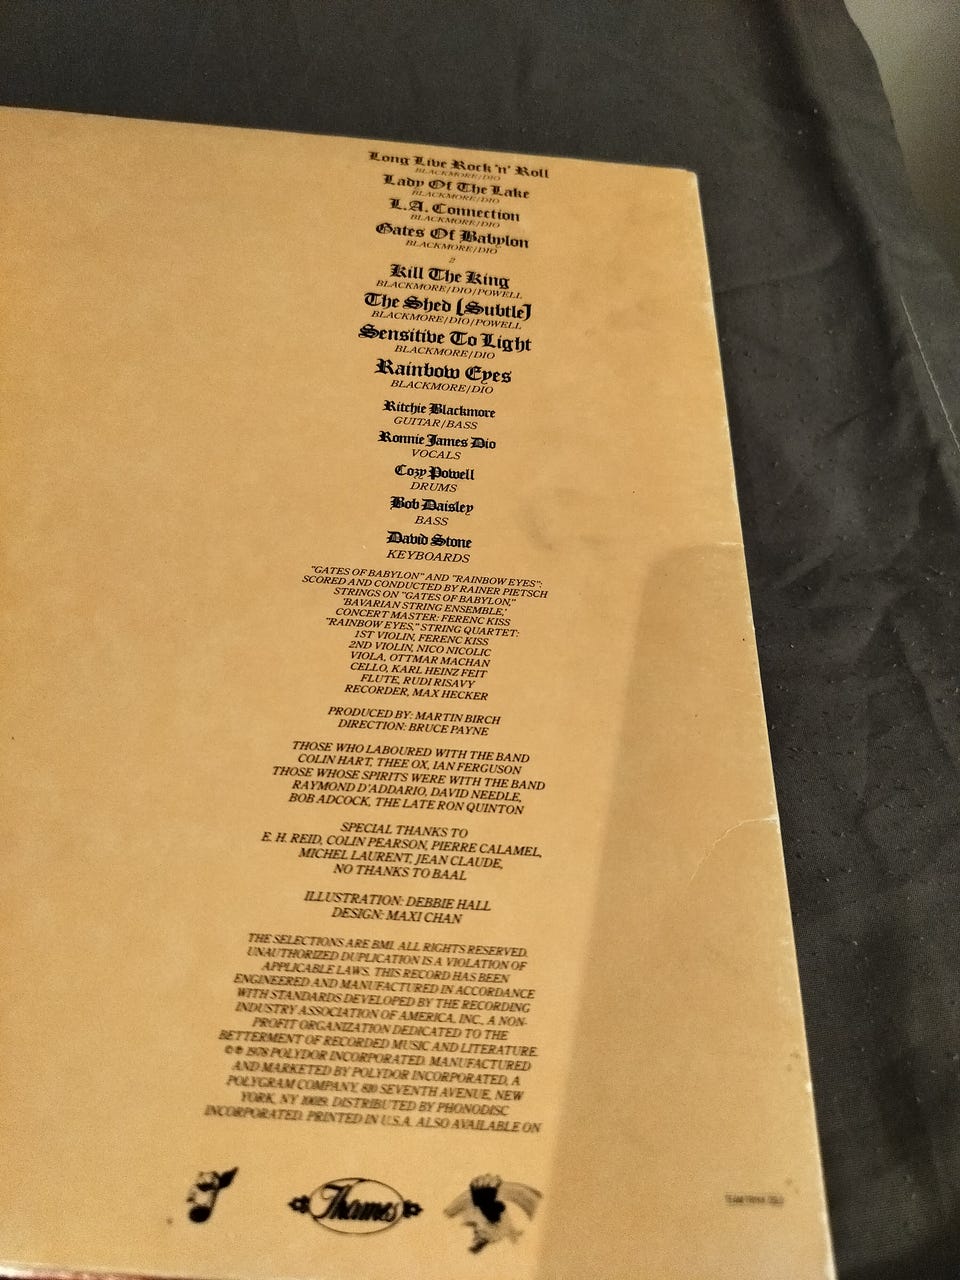 Long Live Rock 'n' Roll
BLACKMORE/DIO
Lady Of The Lake
BLACKMORE/DIO
L.A. Connection
BLACKMORE/DIO
Gates Of Babylon
BLACKMORE/DIO
2
Kill The King
BLACKMORE/DIO/POWELL
The Shed [Subtle]
BLACKMORE/DIO/POWELL
Sensitive To Light
BLACKMORE/DIO
Rainbow Eyes
BLACKMORE/DIO
Ritchie Blackmore
GUITAR/BASS
Ronnie James Dio
VOCALS
Cozy Powell
DRUMS
Bob Daisley
BASS
David Stone
KEYBOARDS
"GATES OF BABYLON" AND "RAINBOW EYES":
SCORED AND CONDUCTED BY RAINER PIETSCH
STRINGS ON "GATES OF BABYLON,"
'BAVARIAN STRING ENSEMBLE,'
CONCERT MASTER: FERENC KISS
"RAINBOW EYES," STRING QUARTET:
1ST VIOLIN, FERENC KISS
2ND VIOLIN, NICO NICOLIC
VIOLA, OTTMAR MACHAN
CELLO, KARL HEINZ FEIT
FLUTE, RUDI RISAVY
RECORDER, MAX HECKER
PRODUCED BY: MARTIN BIRCH
DIRECTION: BRUCE PAYNE
THOSE WHO LABOURED WITH THE BAND
COLIN HART, THEE OX, IAN FERGUSON
THOSE WHOSE SPIRITS WERE WITH THE BAND
RAYMOND D'ADDARIO, DAVID NEEDLE,
BOB ADCOCK, THE LATE RON QUINTON
SPECIAL THANKS TO
E. H. REID, COLIN PEARSON, PIERRE CALAMEL,
MICHEL LAURENT, JEAN CLAUDE,
NO THANKS TO BAAL
ILLUSTRATION: DEBBIE HALL
DESIGN: MAXI CHAN
THE SELECTIONS ARE BMI. ALL RIGHTS RESERVED.
UNAUTHORIZED DUPLICATION IS A VIOLATION OF
APPLICABLE LAWS. THIS RECORD HAS BEEN
ENGINEERED AND MANUFACTURED IN ACCORDANCE
WITH STANDARDS DEVELOPED BY THE RECORDING
INDUSTRY ASSOCIATION OF AMERICA, INC., A NON-
PROFIT ORGANIZATION DEDICATED TO THE
BETTERMENT OF RECORDED MUSIC AND LITERATURE.
©℗ 1978 POLYDOR INCORPORATED. MANUFACTURED
AND MARKETED BY POLYDOR INCORPORATED, A
POLYGRAM COMPANY, 810 SEVENTH AVENUE, NEW
YORK, NY 10019. DISTRIBUTED BY PHONODISC
INCORPORATED. PRINTED IN U.S.A. ALSO AVAILABLE ON
Thames